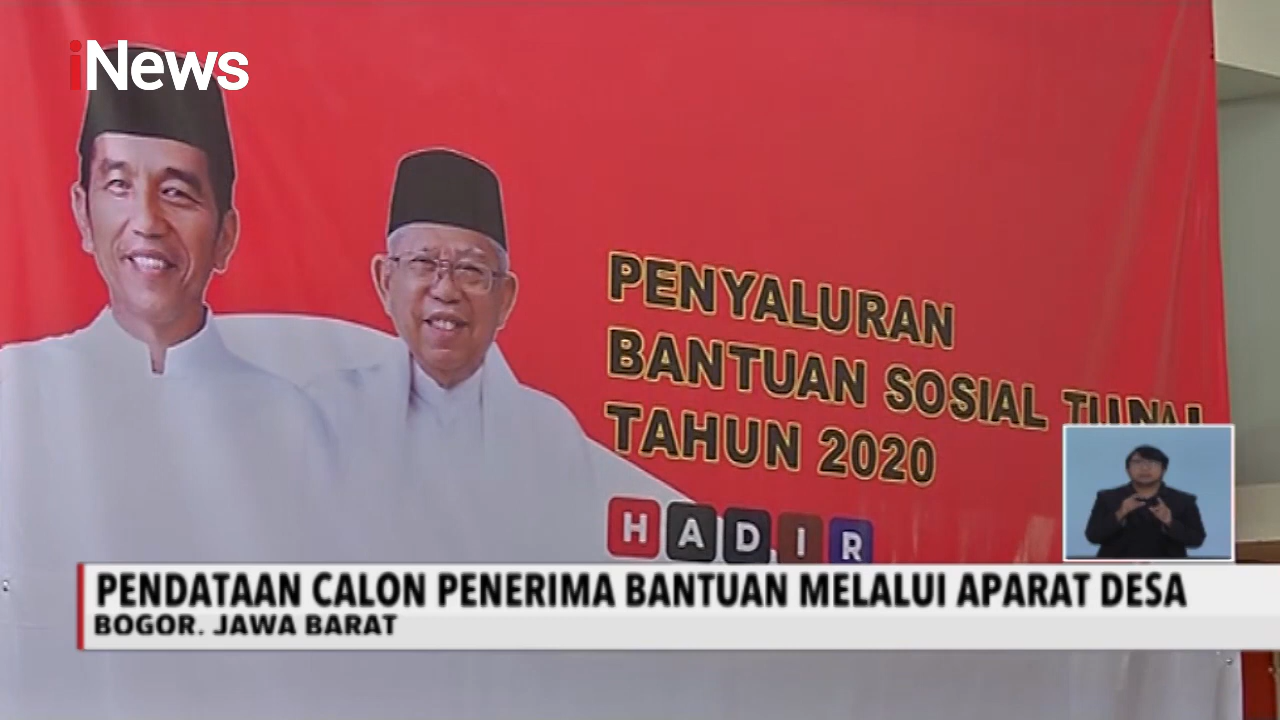 iNews
PENYALURAN
BANTUAN SOSIAL TUNAI
TAHUN 2020
HADIR
PENDATAAN CALON PENERIMA BANTUAN MELALUI APARAT DESA
BOGOR, JAWA BARAT